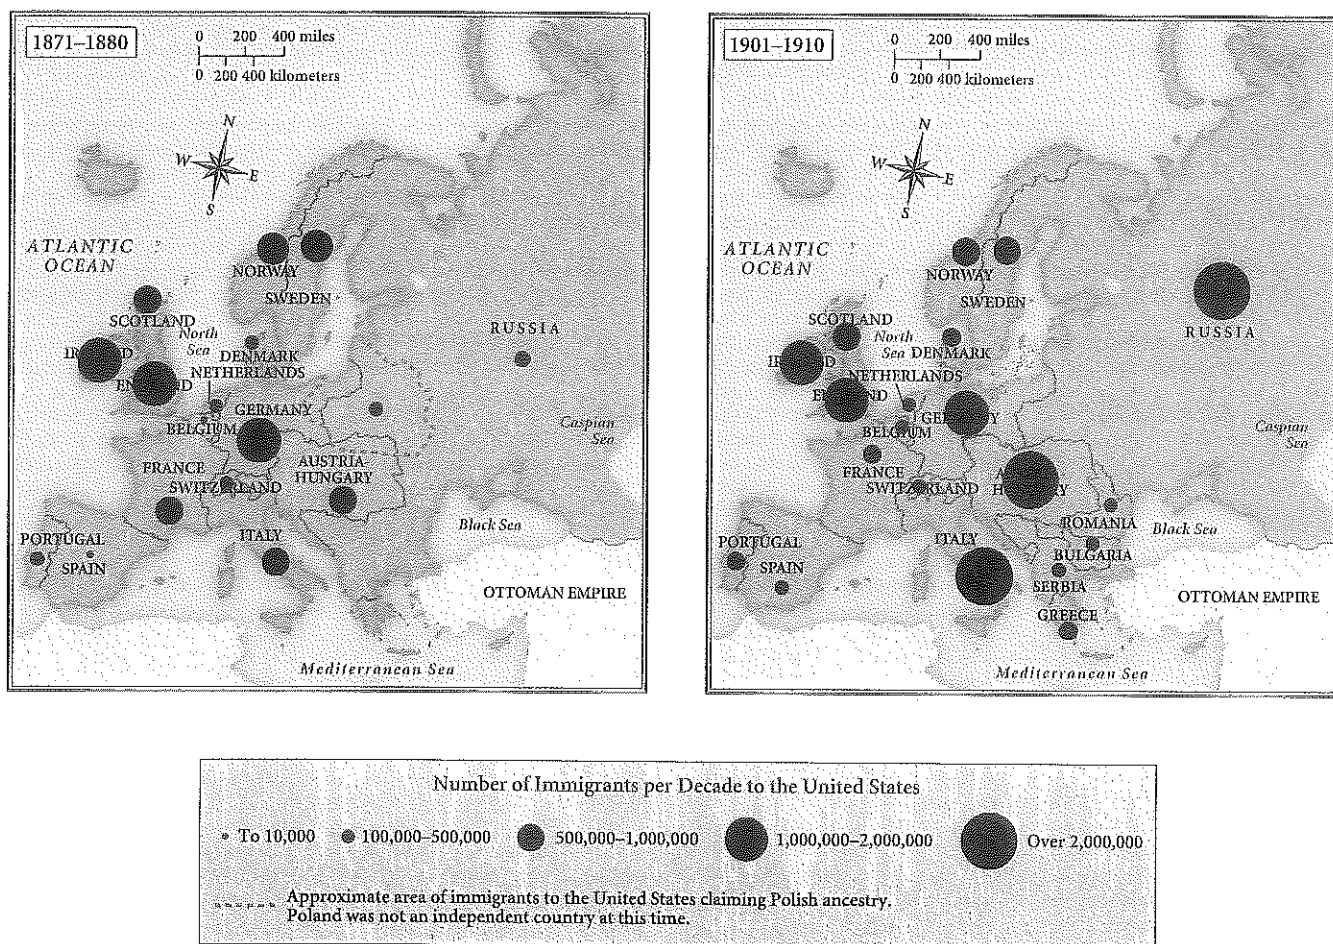 1871–1880
0 200 400 miles
0 200 400 kilometers
N
W
E
S
ATLANTIC
OCEAN
NORWAY
SWEDEN
SCOTLAND
North
Sea
IRELAND
DENMARK
NETHERLANDS
ENGLAND
RUSSIA
GERMANY
BELGIUM
Caspian
Sea
FRANCE
SWITZERLAND
AUSTRIA
HUNGARY
Black Sea
PORTUGAL
SPAIN
ITALY
OTTOMAN EMPIRE
Mediterranean Sea
1901–1910
0 200 400 miles
0 200 400 kilometers
N
W
E
S
ATLANTIC
OCEAN
NORWAY
SWEDEN
SCOTLAND
North
Sea
DENMARK
RUSSIA
IRELAND
NETHERLANDS
ENGLAND
GERMANY
BELGIUM
Caspian
Sea
FRANCE
SWITZERLAND
HUNGARY
ROMANIA
Black Sea
PORTUGAL
SPAIN
ITALY
BULGARIA
SERBIA
OTTOMAN EMPIRE
GREECE
Mediterranean Sea
Number of Immigrants per Decade to the United States
To 10,000
100,000–500,000
500,000–1,000,000
1,000,000–2,000,000
Over 2,000,000
Approximate area of immigrants to the United States claiming Polish ancestry.
Poland was not an independent country at this time.